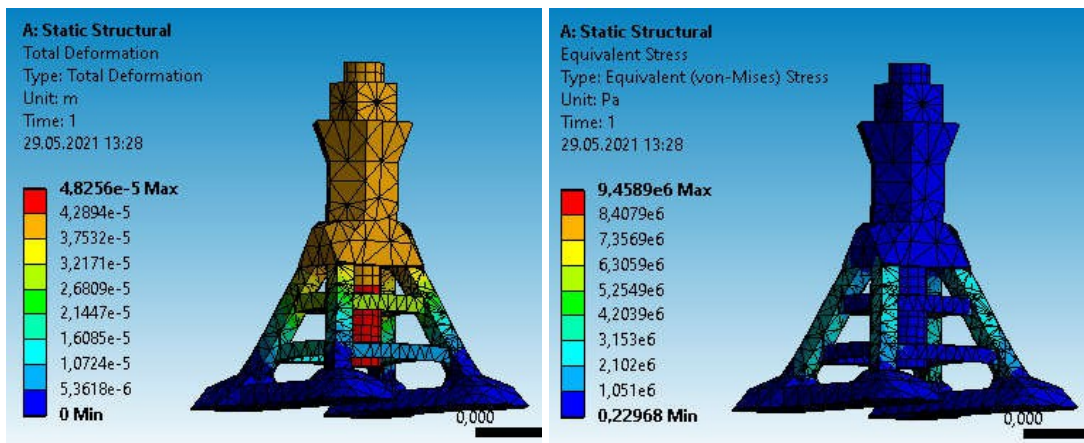 A: Static Structural
Total Deformation
Type: Total Deformation
Unit: m
Time: 1
29.05.2021 13:28
4,8256e-5 Max
4,2894e-5
3,7532e-5
3,2171e-5
2,6809e-5
2,1447e-5
1,6085e-5
1,0724e-5
5,3618e-6
0 Min
0,000
A: Static Structural
Equivalent Stress
Type: Equivalent (von-Mises) Stress
Unit: Pa
Time: 1
29.05.2021 13:28
9,4589e6 Max
8,4079e6
7,3569e6
6,3059e6
5,2549e6
4,2039e6
3,153e6
2,102e6
1,051e6
0,22968 Min
0,000